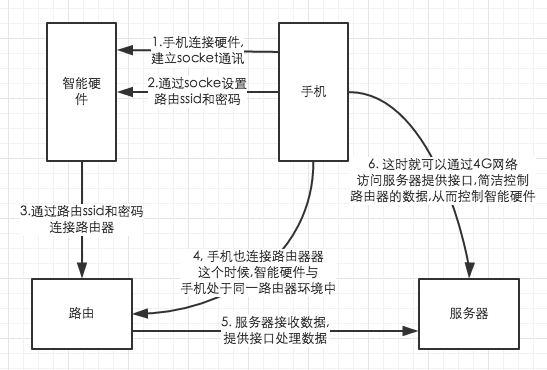 1.手机连接硬件,
建立socket通讯
2.通过socke设置
路由ssid和密码
智能硬
件
手机
6. 这时就可以通过4G网络
访问服务器提供接口,简洁控制
路由器的数据,从而控制智能硬件
3.通过路由ssid和密码
连接路由器
4, 手机也连接路由器器
这个时候,智能硬件与
手机处于同一路由器环境中
路由
5. 服务器接收数据,
提供接口处理数据
服务器